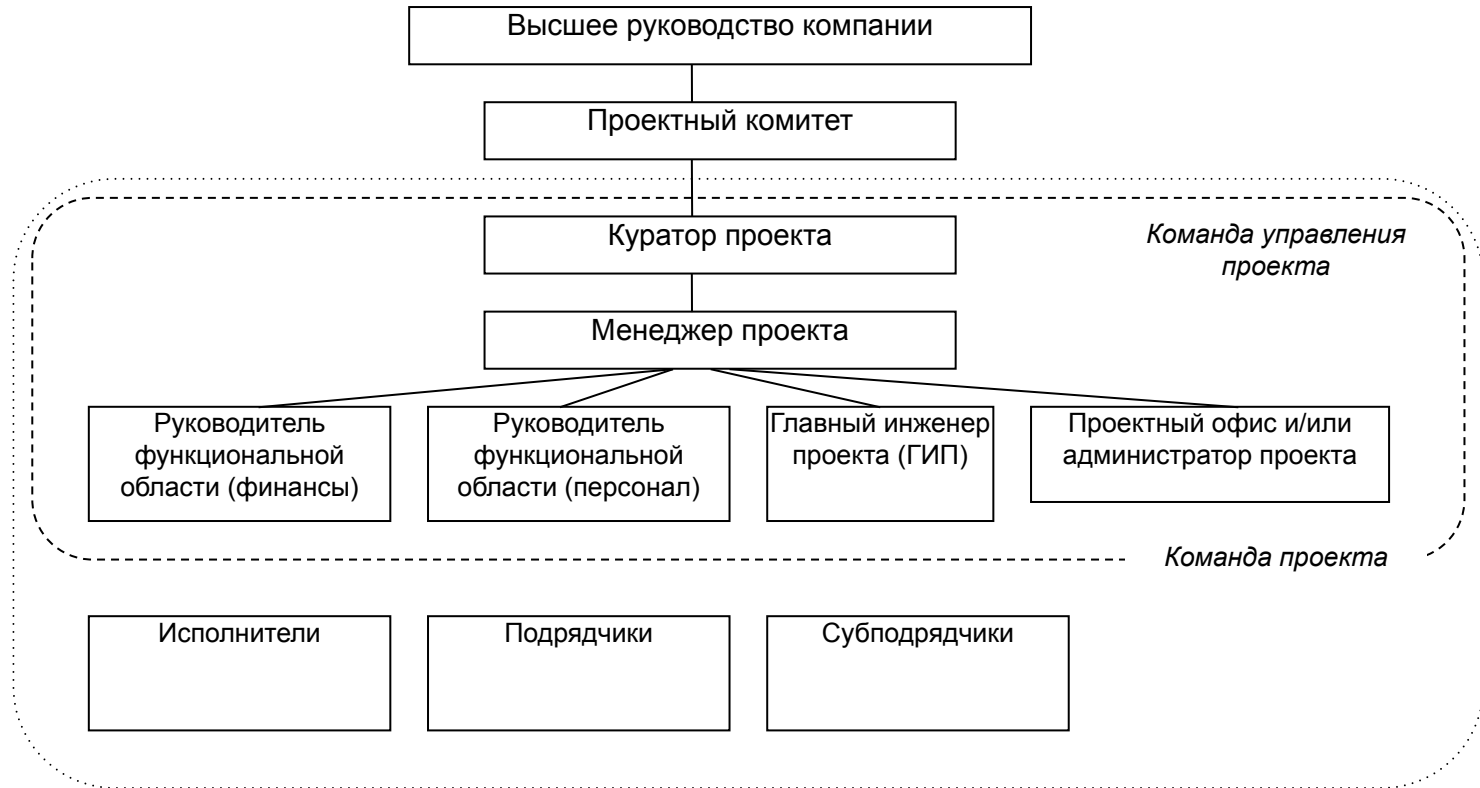 Высшее руководство компании
Проектный комитет
Куратор проекта
Команда управления
проекта
Менеджер проекта
Руководитель
функциональной
области (финансы)
Руководитель
функциональной
области (персонал)
Главный инженер
проекта (ГИП)
Проектный офис и/или
администратор проекта
Команда проекта
Исполнители
Подрядчики
Субподрядчики